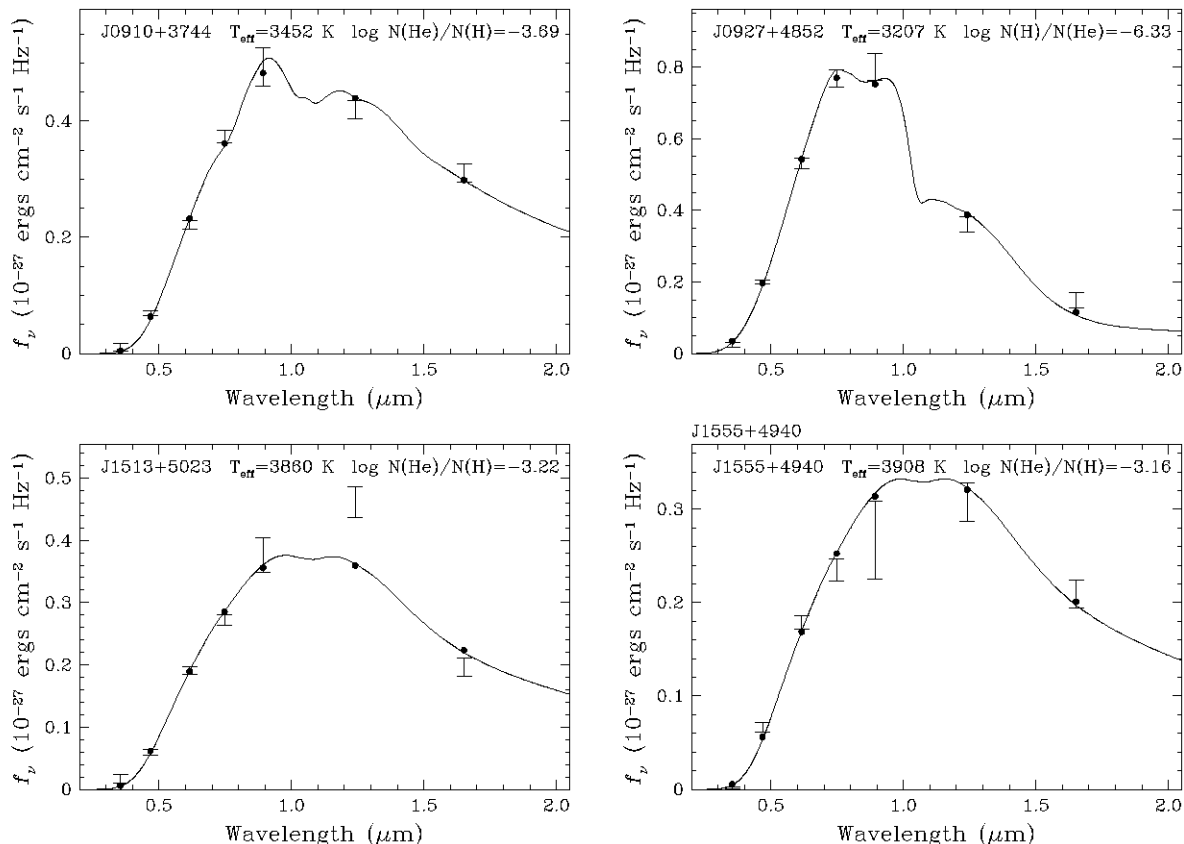 J0910+3744 Teff=3452 K log N(He)/N(H)=−3.69
fν (10−27 ergs cm−2 s−1 Hz−1)
0.4
0.2
0
0.5 1.0 1.5 2.0
Wavelength (μm)
J0927+4852 Teff=3207 K log N(H)/N(He)=−6.33
fν (10−27 ergs cm−2 s−1 Hz−1)
0.8
0.6
0.4
0.2
0
0.5 1.0 1.5 2.0
Wavelength (μm)
J1513+5023 Teff=3880 K log N(He)/N(H)=−3.22
fν (10−27 ergs cm−2 s−1 Hz−1)
0.5
0.4
0.3
0.2
0.1
0
0.5 1.0 1.5 2.0
Wavelength (μm)
J1555+4940
J1555+4940 Teff=3908 K log N(He)/N(H)=−3.16
fν (10−27 ergs cm−2 s−1 Hz−1)
0.3
0.2
0.1
0
0.5 1.0 1.5 2.0
Wavelength (μm)